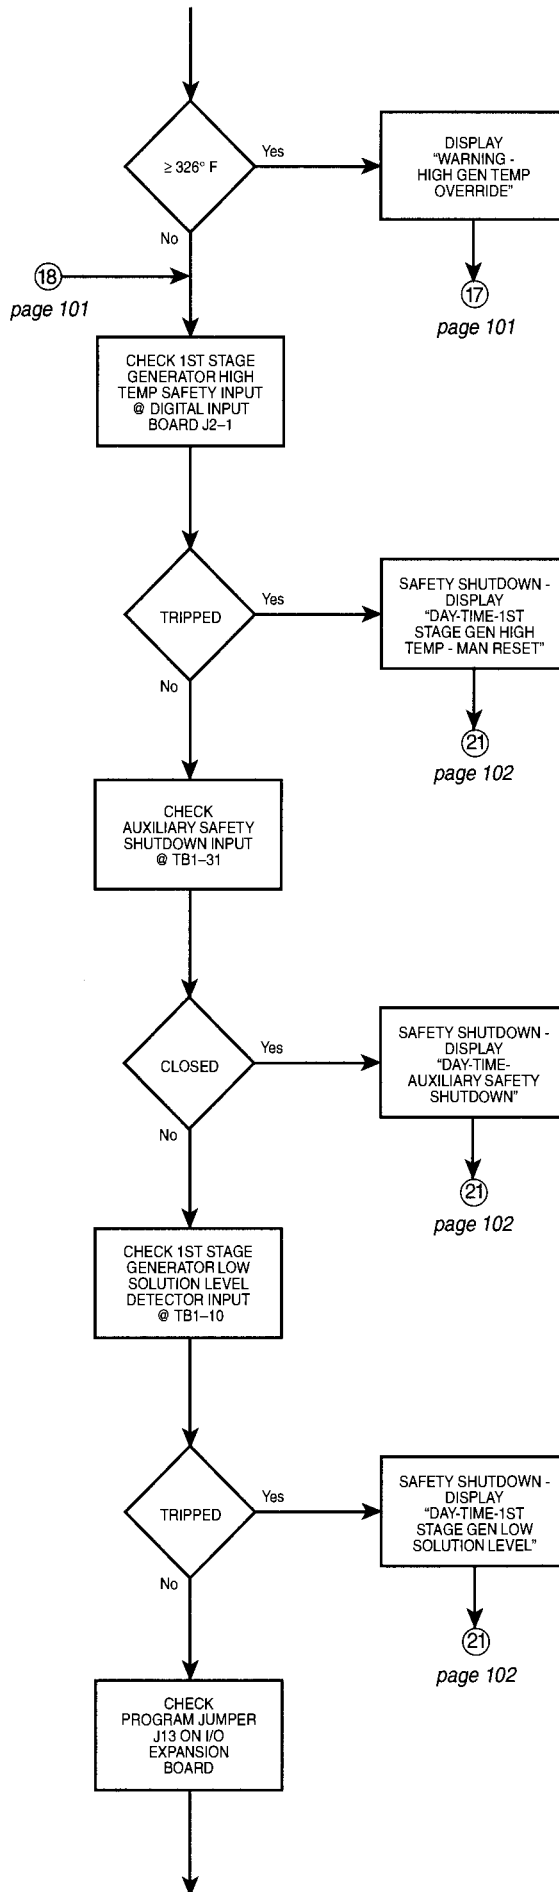 ≥ 326° F
Yes
DISPLAY
"WARNING -
HIGH GEN TEMP
OVERRIDE"
No
18
page 101
17
page 101
CHECK 1ST STAGE
GENERATOR HIGH
TEMP SAFETY INPUT
@ DIGITAL INPUT
BOARD J2–1
TRIPPED
Yes
SAFETY SHUTDOWN -
DISPLAY
"DAY-TIME-1ST
STAGE GEN HIGH
TEMP - MAN RESET"
No
21
page 102
CHECK
AUXILIARY SAFETY
SHUTDOWN INPUT
@ TB1–31
CLOSED
Yes
SAFETY SHUTDOWN -
DISPLAY
"DAY-TIME-
AUXILIARY SAFETY
SHUTDOWN"
No
21
page 102
CHECK 1ST STAGE
GENERATOR LOW
SOLUTION LEVEL
DETECTOR INPUT
@ TB1–10
TRIPPED
Yes
SAFETY SHUTDOWN -
DISPLAY
"DAY-TIME-1ST
STAGE GEN LOW
SOLUTION LEVEL"
No
21
page 102
CHECK
PROGRAM JUMPER
J13 ON I/O
EXPANSION
BOARD